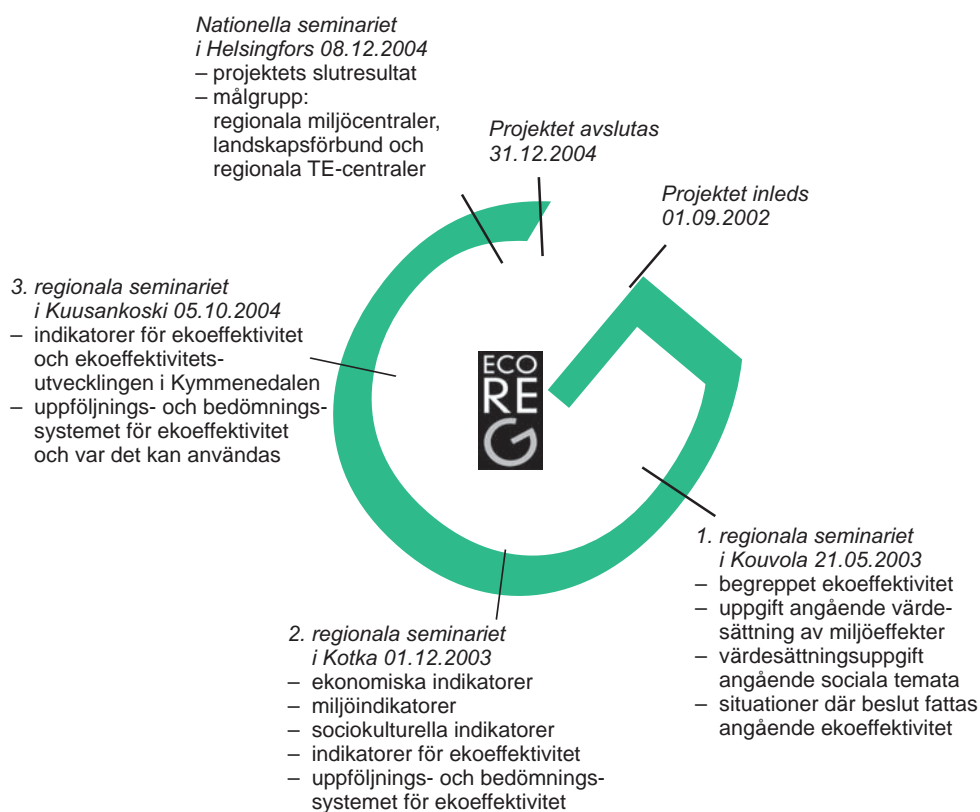 Nationella seminariet
i Helsingfors 08.12.2004
– projektets slutresultat
– målgrupp:
regionala miljöcentraler,
landskapsförbund och
regionala TE-centraler
Projektet avslutas
31.12.2004
Projektet inleds
01.09.2002
3. regionala seminariet
i Kuusankoski 05.10.2004
– indikatorer för ekoeffektivitet
och ekoeffektivitets-
utvecklingen i Kymmenedalen
– uppföljnings- och bedömnings-
systemet för ekoeffektivitet
och var det kan användas
ECO
RE
G
1. regionala seminariet
i Kouvola 21.05.2003
– begreppet ekoeffektivitet
– uppgift angående värde-
sättning av miljöeffekter
– värdesättningsuppgift
angående sociala temata
– situationer där beslut fattas
angående ekoeffektivitet
2. regionala seminariet
i Kotka 01.12.2003
– ekonomiska indikatorer
– miljöindikatorer
– sociokulturella indikatorer
– indikatorer för ekoeffektivitet
– uppföljnings- och bedömnings-
systemet för ekoeffektivitet